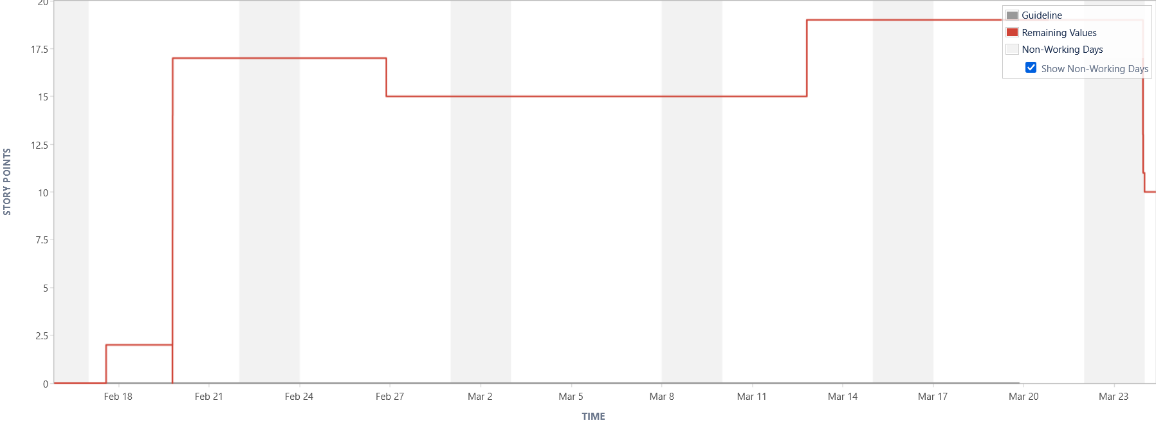 20
17.5
15
12.5
10
7.5
5
2.5
0
STORY POINTS
Feb 18 Feb 21 Feb 24 Feb 27 Mar 2 Mar 5 Mar 8 Mar 11 Mar 14 Mar 17 Mar 20 Mar 23
TIME
Guideline
Remaining Values
Non-Working Days
Show Non-Working Days